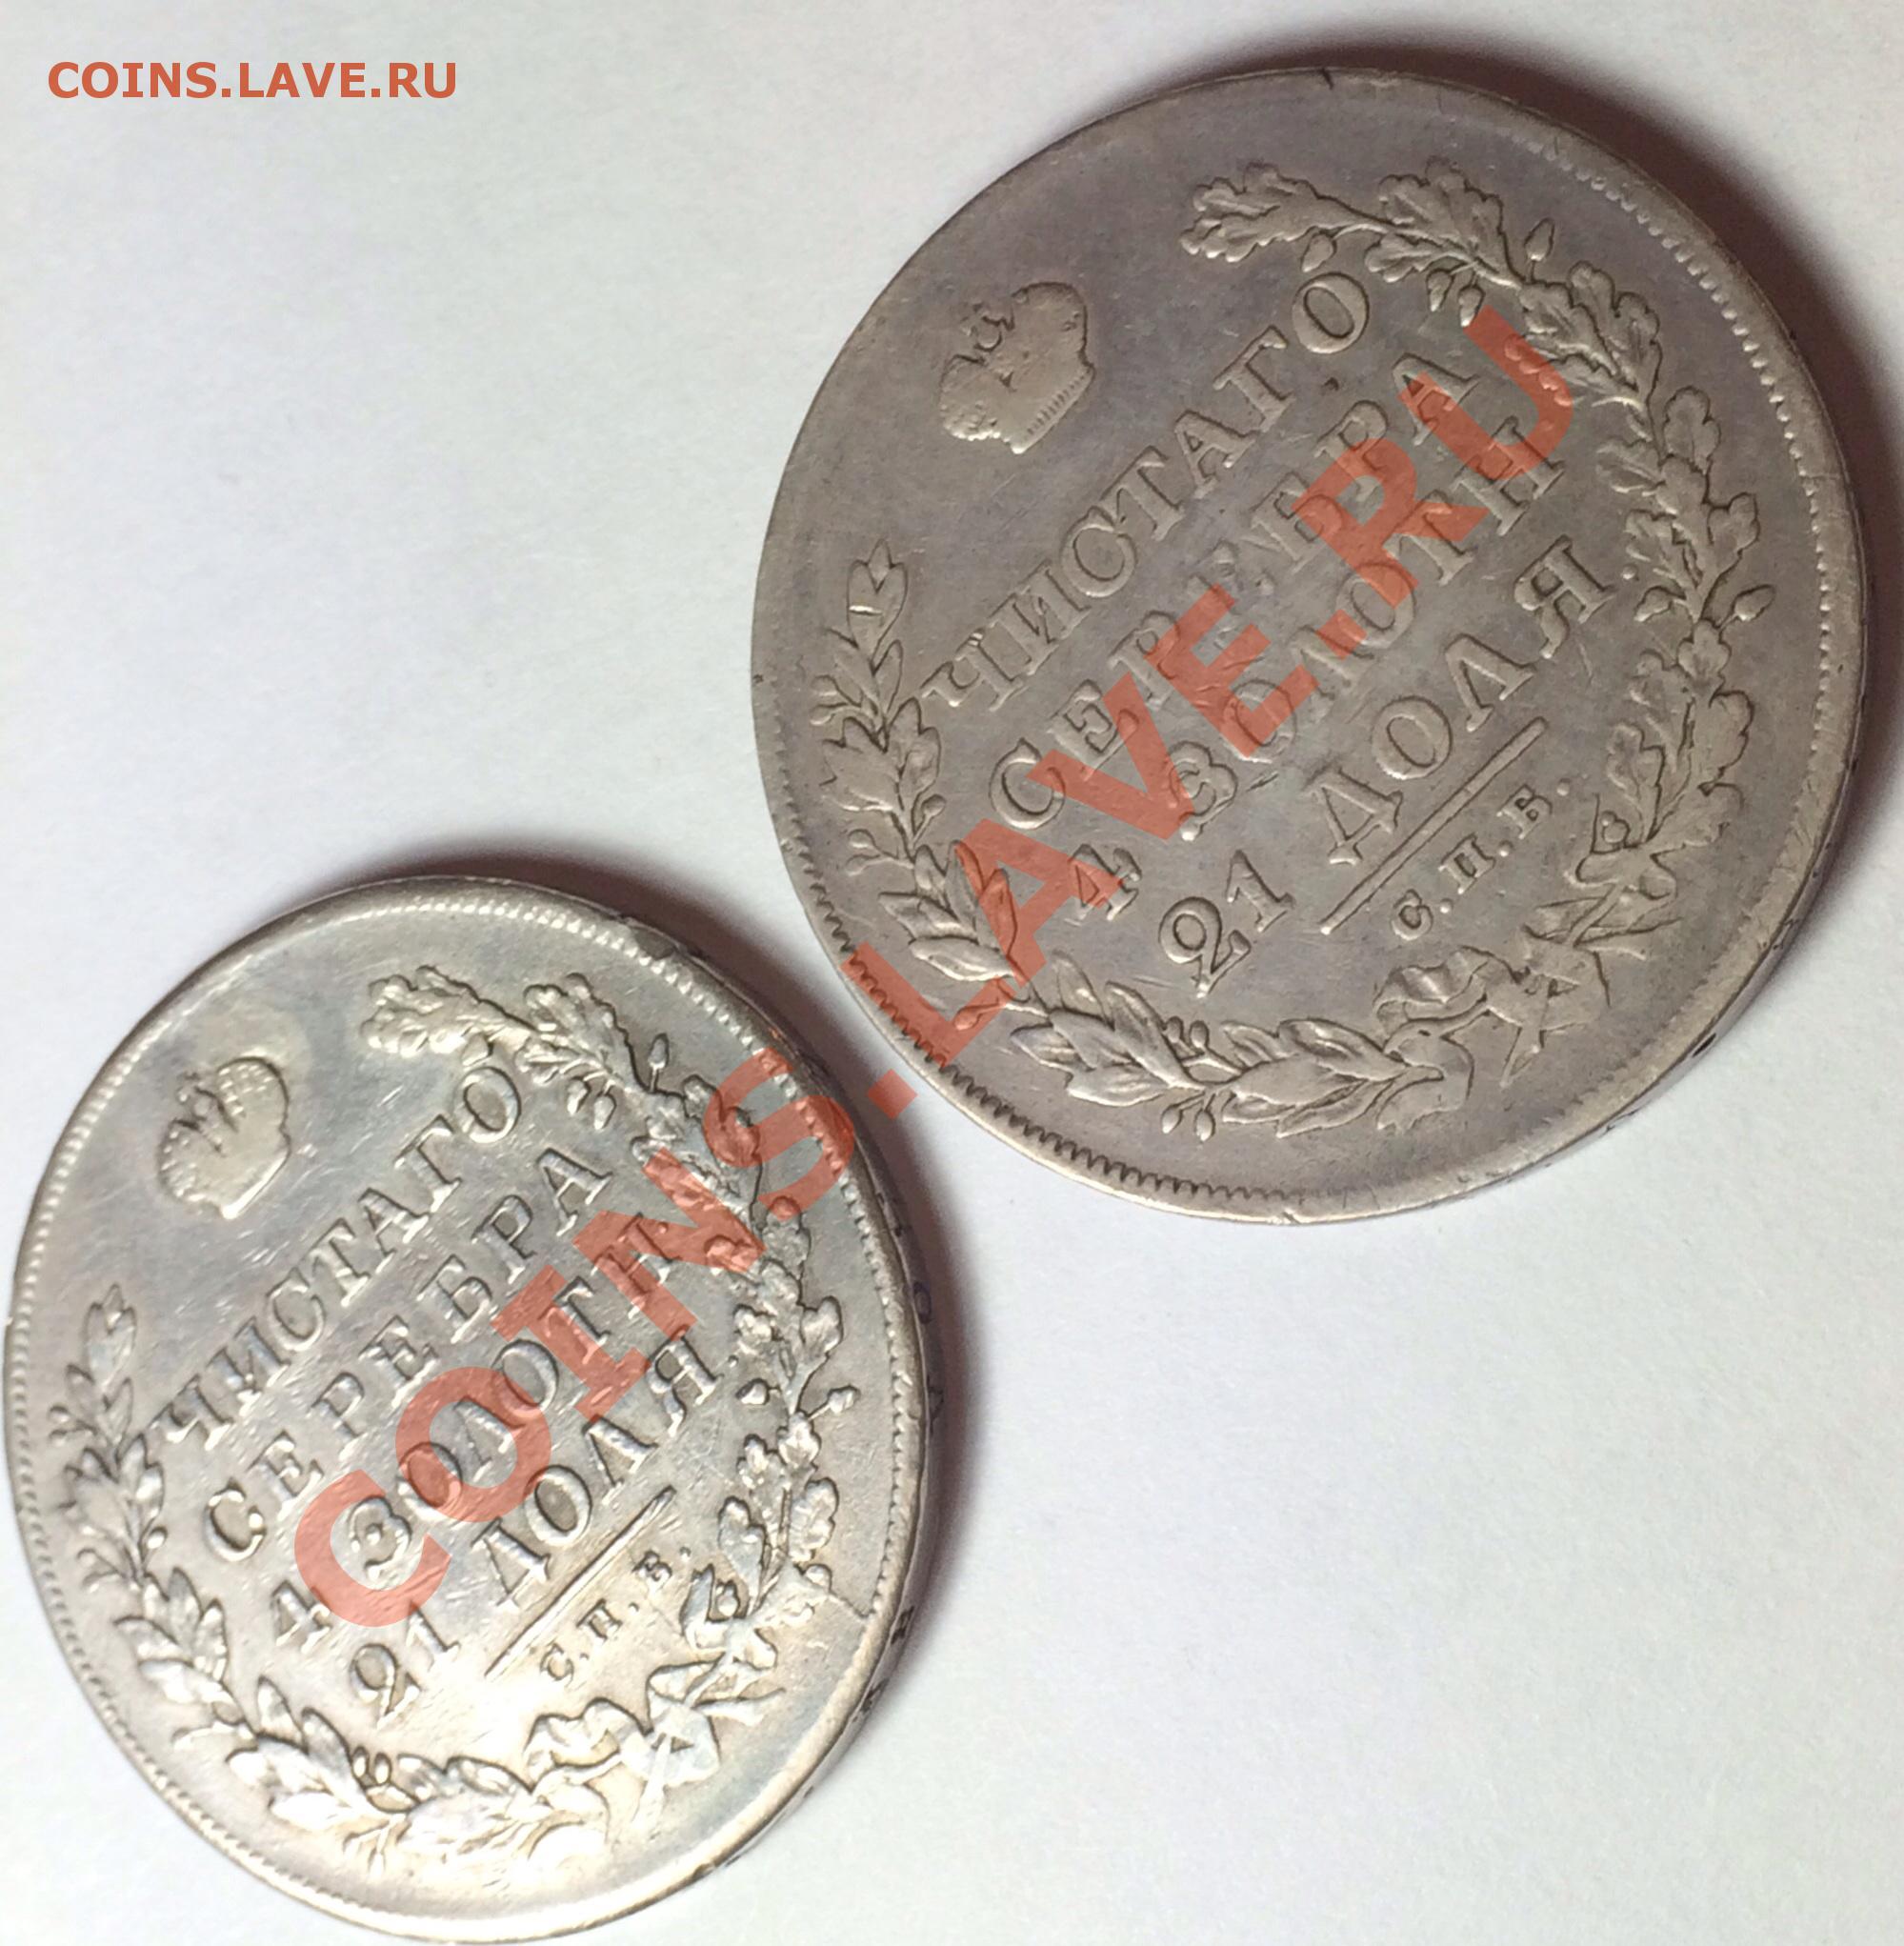 COINS.LAVE.RU
ЧИСТАГО
СЕРЕБРА
4 ЗОЛОТН.
21 ДОЛЯ.
С.П.Б.
ЧИСТАГО
СЕРЕБРА
4 ЗОЛОТН.
21 ДОЛЯ
С.П.Б.
COINS.LAVE.RU